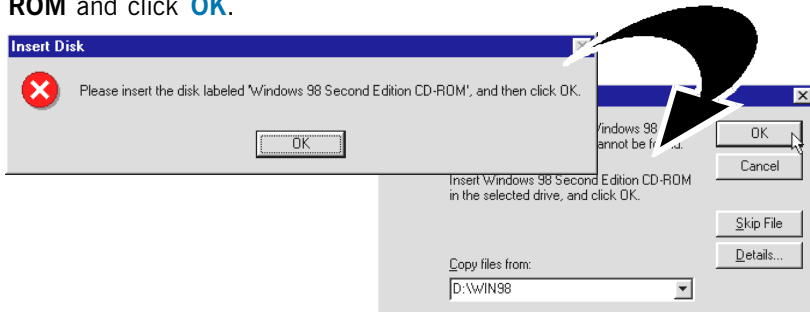 ROM and click OK.
Insert Disk
Please insert the disk labeled 'Windows 98 Second Edition CD-ROM', and then click OK.
OK
Windows 98
cannot be found.
Insert Windows 98 Second Edition CD-ROM
in the selected drive, and click OK.
Copy files from:
D:\WIN98
OK
Cancel
Skip File
Details...